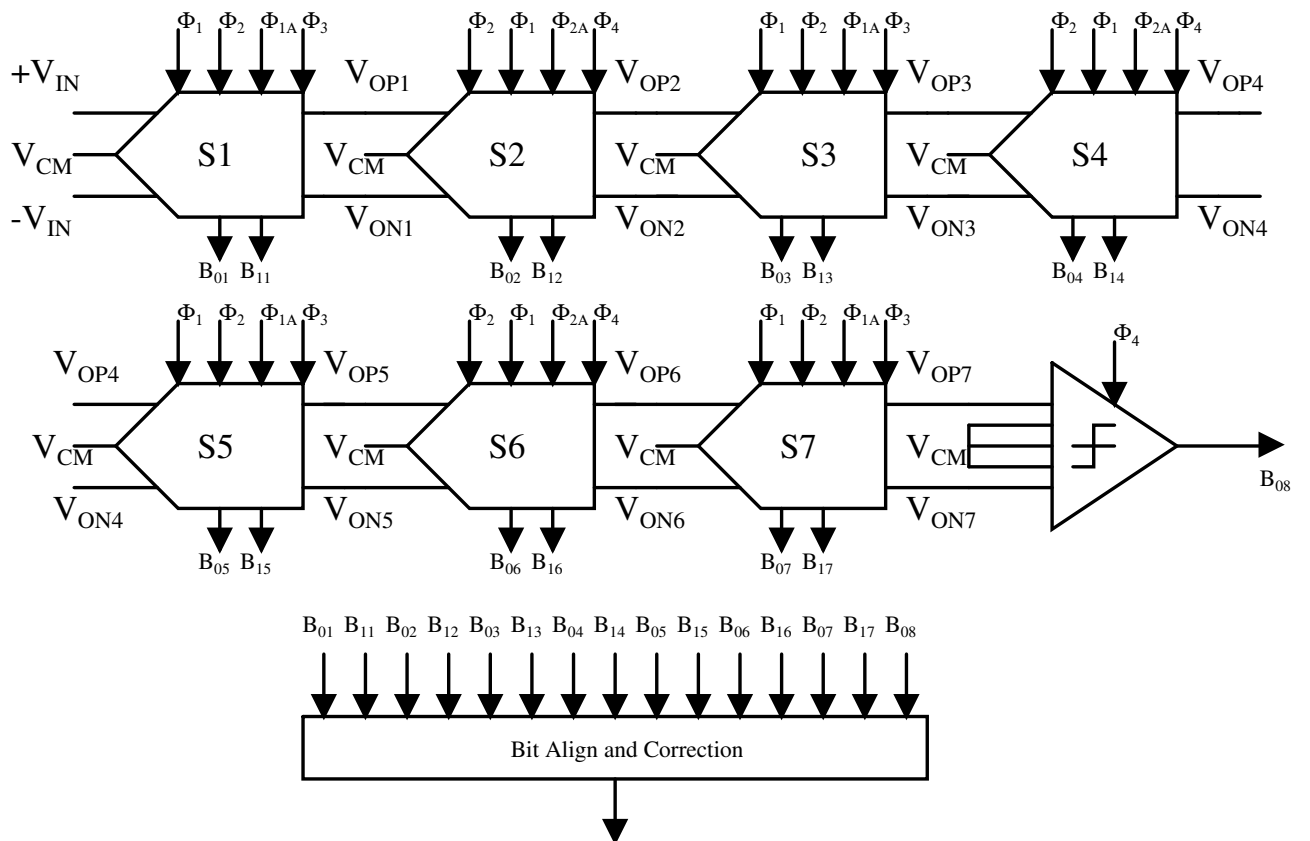 Φ1 Φ2 Φ1A Φ3 Φ2 Φ1 Φ2A Φ4 Φ1 Φ2 Φ1A Φ3 Φ2 Φ1 Φ2A Φ4
+VIN VOP1 VOP2 VOP3 VOP4
VCM S1 VCM S2 VCM S3 VCM S4
-VIN VON1 VON2 VON3 VON4
B01 B11 B02 B12 B03 B13 B04 B14
Φ1 Φ2 Φ1A Φ3 Φ2 Φ1 Φ2A Φ4 Φ1 Φ2 Φ1A Φ3 Φ4
VOP4 VOP5 VOP6 VOP7
VCM S5 VCM S6 VCM S7 VCM
B08
VON4 VON5 VON6 VON7
B05 B15 B06 B16 B07 B17
B01 B11 B02 B12 B03 B13 B04 B14 B05 B15 B06 B16 B07 B17 B08
Bit Align and Correction